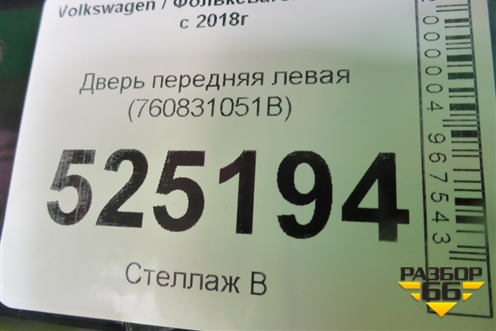 Volkswagen / Фольксваген
с 2018г
Дверь передняя левая
(760831051B)
525194
Стеллаж В
2000004967543
РАЗБОР
66